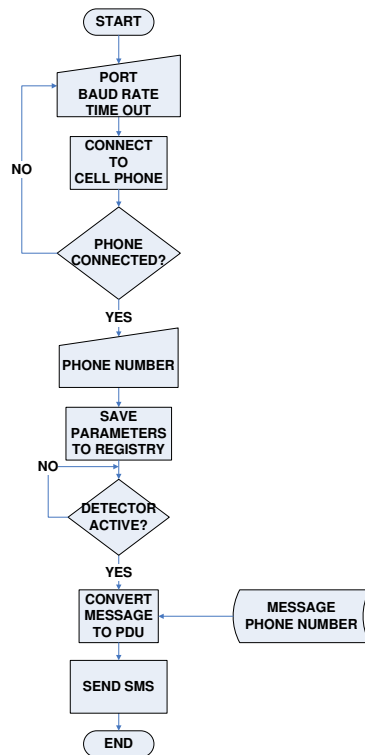 START
PORT
BAUD RATE
TIME OUT
CONNECT
TO
CELL PHONE
NO
PHONE
CONNECTED?
YES
PHONE NUMBER
SAVE
PARAMETERS
TO REGISTRY
NO
DETECTOR
ACTIVE?
YES
CONVERT
MESSAGE
TO PDU
MESSAGE
PHONE NUMBER
SEND SMS
END